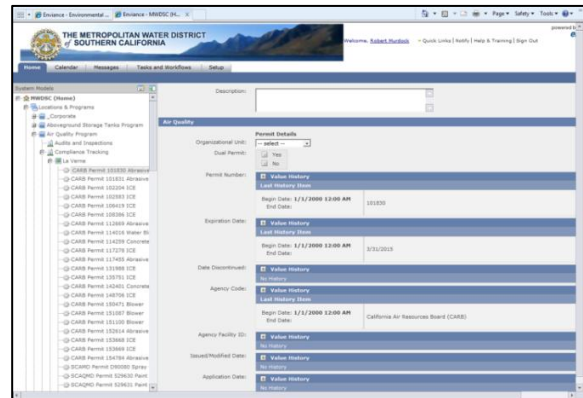 Enviance - Environmental ...
Enviance - MWDSC (H...
Page
Safety
Tools
THE METROPOLITAN WATER DISTRICT
of SOUTHERN CALIFORNIA
powered b
Welcome, Robert Murdock
Quick Links | Notify | Help & Training | Sign Out
Home
Calendar
Messages
Tasks and Workflows
Setup
System Models
MWDSC (Home)
Locations & Programs
_Corporate
Aboveground Storage Tanks Program
Air Quality Program
Audits and Inspections
Compliance Tracking
La Verne
CARB Permit 101830 Abrasive
CARB Permit 101831 Abrasive
CARB Permit 102204 ICE
CARB Permit 102593 ICE
CARB Permit 106419 ICE
CARB Permit 108386 ICE
CARB Permit 112669 Abrasive
CARB Permit 114016 Water Bl
CARB Permit 114259 Concrete
CARB Permit 117279 ICE
CARB Permit 117455 Abrasive
CARB Permit 131988 ICE
CARB Permit 135751 ICE
CARB Permit 142401 Concrete
CARB Permit 148706 ICE
CARB Permit 150471 Blower
CARB Permit 151087 Blower
CARB Permit 151100 Blower
CARB Permit 152614 Abrasive
CARB Permit 153668 ICE
CARB Permit 153669 ICE
CARB Permit 154784 Abrasive
SCAMD Permit D90080 Spray
SCAQMD Permit 529630 Paint
SCAQMD Permit 529631 Paint
Description:
Air Quality
Permit Details
Organizational Unit:
-- select --
Dual Permit:
Yes
No
Permit Number:
Value History
Last History Item
Begin Date: 1/1/2000 12:00 AM
End Date:
101830
Expiration Date:
Value History
Last History Item
Begin Date: 1/1/2000 12:00 AM
End Date:
3/31/2015
Date Discontinued:
Value History
No History
Agency Code:
Value History
Last History Item
Begin Date: 1/1/2000 12:00 AM
End Date:
California Air Resources Board (CARB)
Agency Facility ID:
Value History
No History
Issued/Modified Date:
Value History
No History
Application Date:
Value History
No History